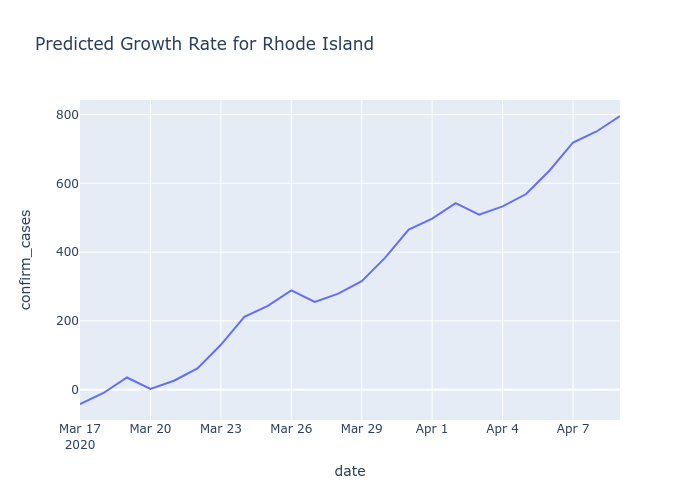 Predicted Growth Rate for Rhode Island
800
600
400
200
0
confirm_cases
Mar 17 Mar 20 Mar 23 Mar 26 Mar 29 Apr 1 Apr 4 Apr 7
2020
date